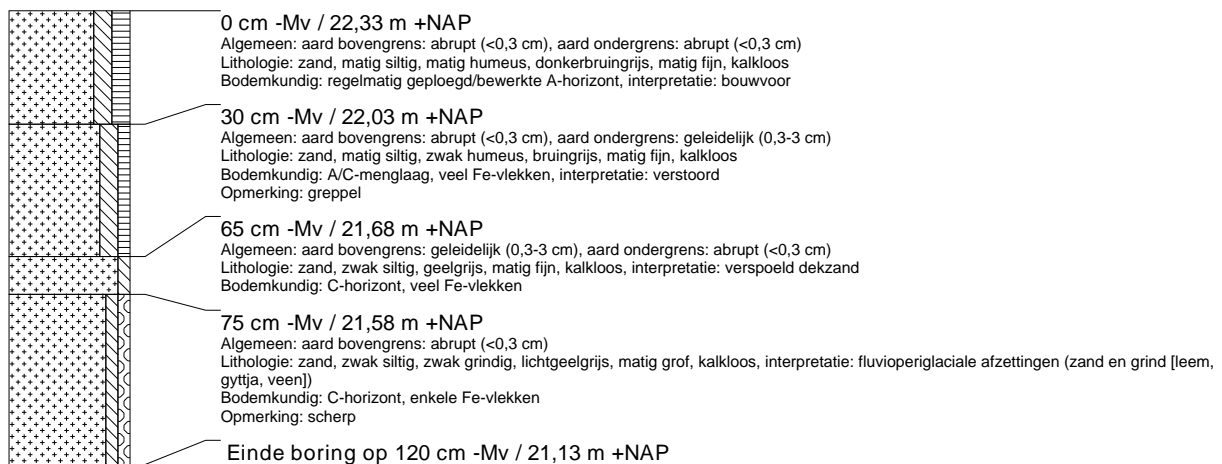 0 cm -Mv / 22,33 m +NAP
Algemeen: aard bovengrens: abrupt (<0,3 cm), aard ondergrens: abrupt (<0,3 cm)
Lithologie: zand, matig siltig, matig humeus, donkerbruingrijs, matig fijn, kalkloos
Bodemkundig: regelmatig geploegd/bewerkte A-horizont, interpretatie: bouwvoor
30 cm -Mv / 22,03 m +NAP
Algemeen: aard bovengrens: abrupt (<0,3 cm), aard ondergrens: geleidelijk (0,3-3 cm)
Lithologie: zand, matig siltig, zwak humeus, bruingrijs, matig fijn, kalkloos
Bodemkundig: A/C-menglaag, veel Fe-vlekken, interpretatie: verstoord
Opmerking: greppel
65 cm -Mv / 21,68 m +NAP
Algemeen: aard bovengrens: geleidelijk (0,3-3 cm), aard ondergrens: abrupt (<0,3 cm)
Lithologie: zand, zwak siltig, geelgrijs, matig fijn, kalkloos, interpretatie: verspoeld dekzand
Bodemkundig: C-horizont, veel Fe-vlekken
75 cm -Mv / 21,58 m +NAP
Algemeen: aard bovengrens: abrupt (<0,3 cm)
Lithologie: zand, zwak siltig, zwak grindig, lichtgeelgrijs, matig grof, kalkloos, interpretatie: fluvioperiglaciale afzettingen (zand en grind [leem,
gyttja, veen])
Bodemkundig: C-horizont, enkele Fe-vlekken
Opmerking: scherp
Einde boring op 120 cm -Mv / 21,13 m +NAP